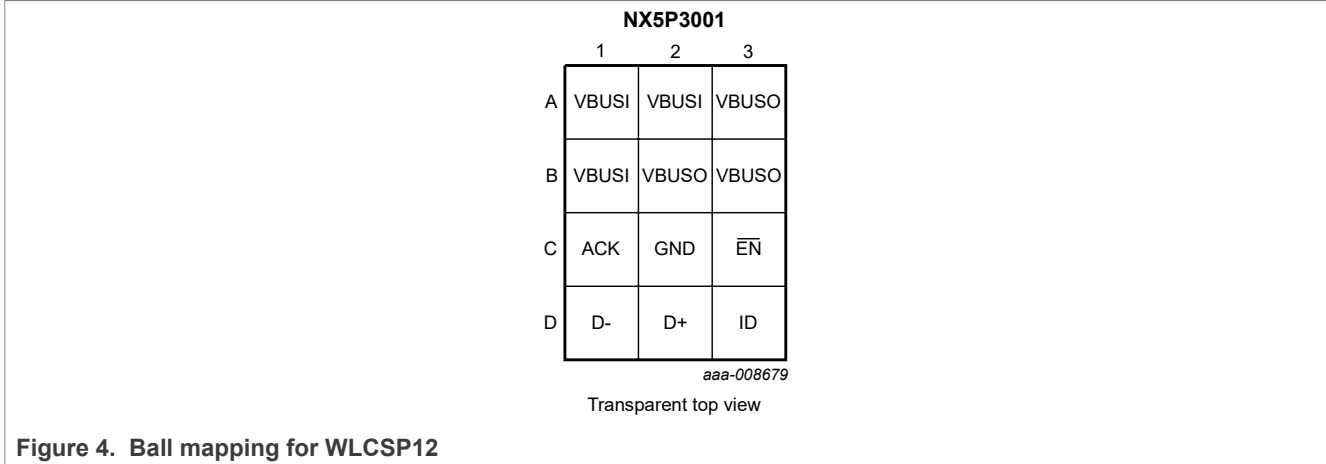 NX5P3001
1 2 3
A VBUSI VBUSI VBUSO
B VBUSI VBUSO VBUSO
C ACK GND E̅N̅
D D- D+ ID
aaa-008679
Transparent top view
Figure 4. Ball mapping for WLCSP12